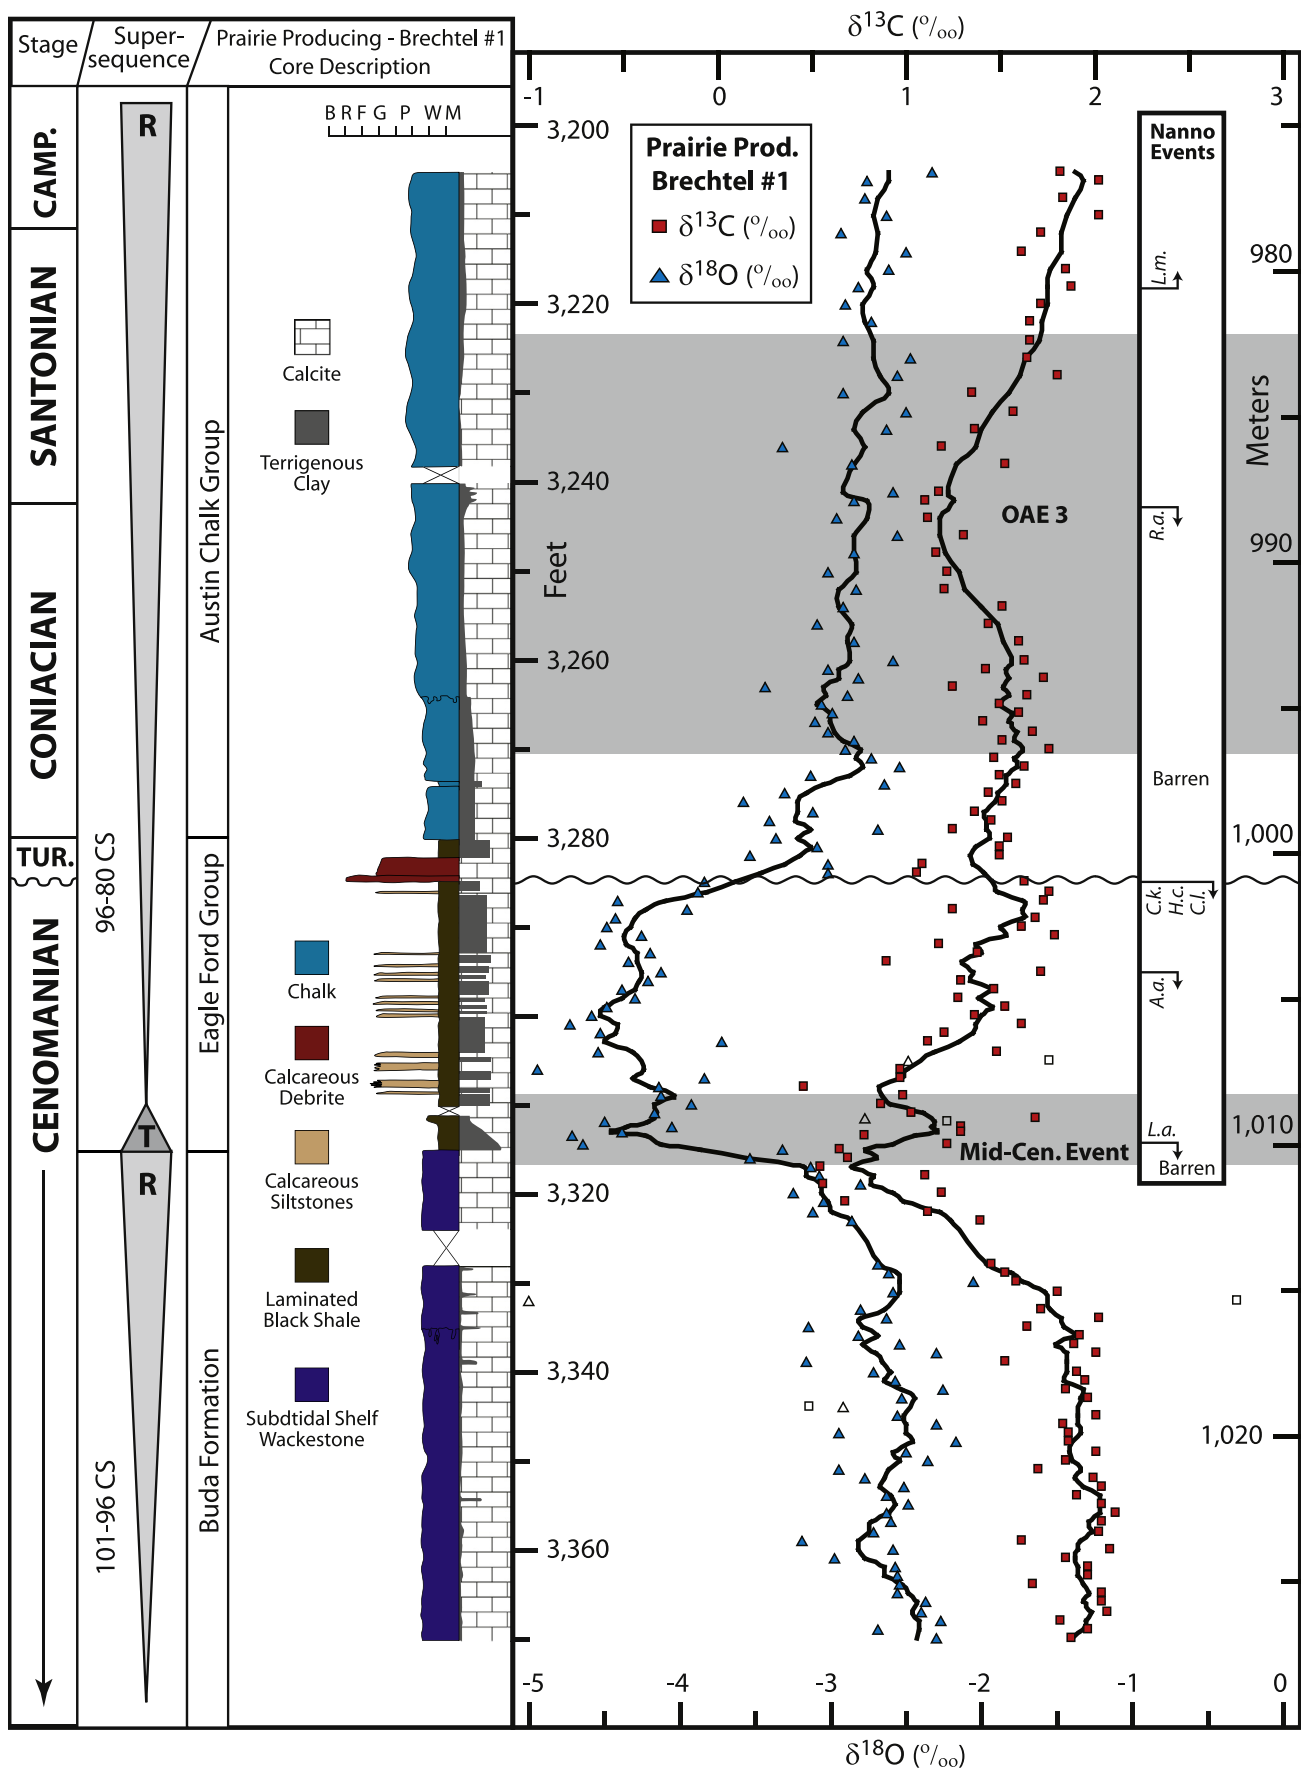 Stage
Super-
sequence
Prairie Producing - Brechtel #1
Core Description
CAMP.
SANTONIAN
CONIACIAN
TUR.
CENOMANIAN
R
T
R
96-80 CS
101-96 CS
Austin Chalk Group
Eagle Ford Group
Buda Formation
B R F G P W M
Calcite
Terrigenous
Clay
Chalk
Calcareous
Debrite
Calcareous
Siltstones
Laminated
Black Shale
Subdtidal Shelf
Wackestone
δ13C (o/oo)
-1 0 1 2 3
Prairie Prod.
Brechtel #1
δ13C (o/oo)
δ18O (o/oo)
Feet
3,200
3,220
3,240
3,260
3,280
3,320
3,340
3,360
OAE 3
Mid-Cen. Event
Nanno
Events
L.m.
R.a.
Barren
C.k.
H.c.
C.l.
A.a.
L.a.
Barren
Meters
980
990
1,000
1,010
1,020
-5 -4 -3 -2 -1 0
δ18O (o/oo)